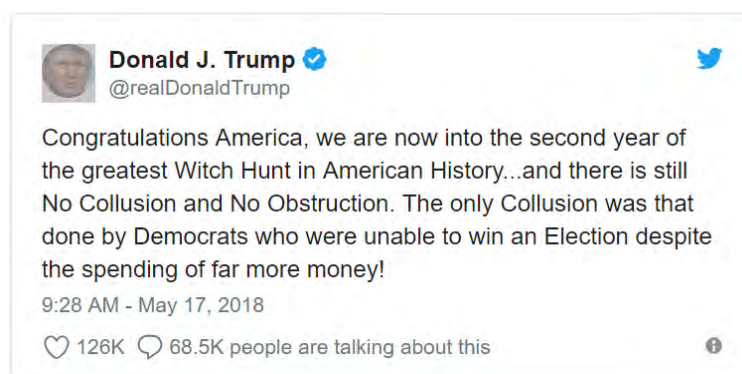 Donald J. Trump
@realDonaldTrump
Congratulations America, we are now into the second year of
the greatest Witch Hunt in American History...and there is still
No Collusion and No Obstruction. The only Collusion was that
done by Democrats who were unable to win an Election despite
the spending of far more money!
9:28 AM - May 17, 2018
126K 68.5K people are talking about this